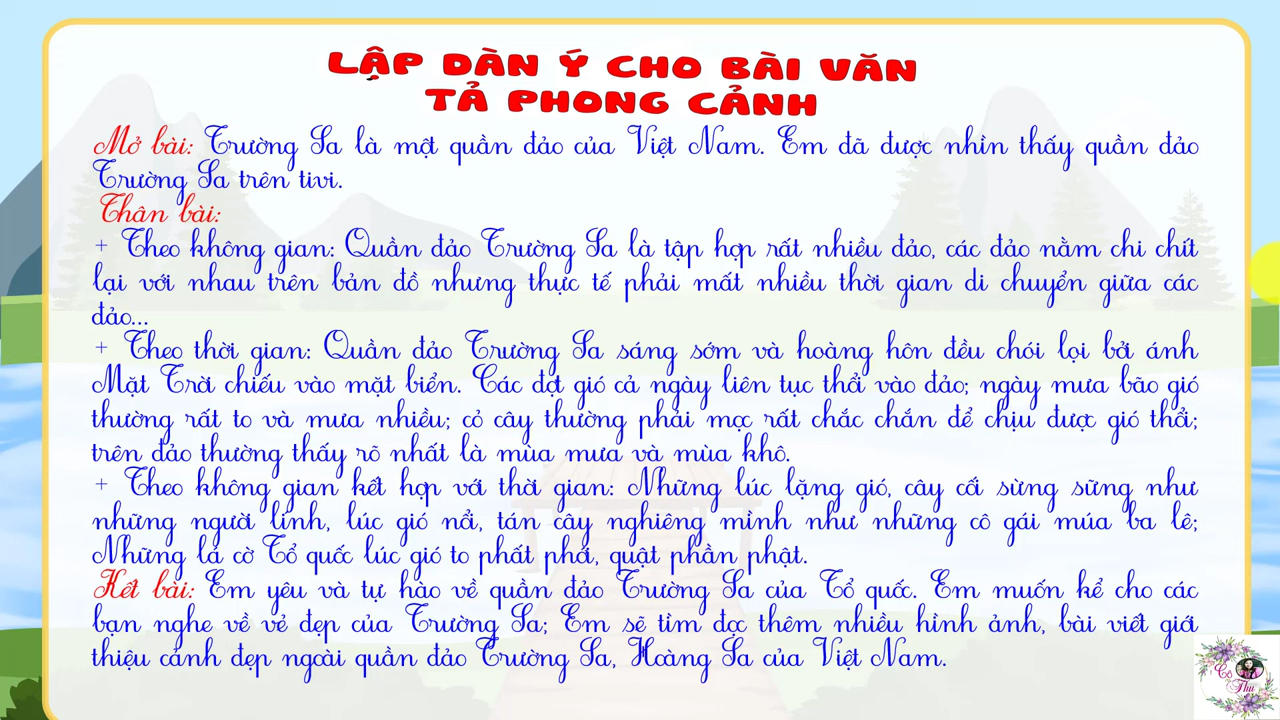 LẬP DÀN Ý CHO BÀI VĂN
TẢ PHONG CẢNH
Mở bài: Trường Sa là một quần đảo của Việt Nam. Em đã được nhìn thấy quần đảo
Trường Sa trên tivi.
Thân bài:
+ Theo không gian: Quần đảo Trường Sa là tập hợp rất nhiều đảo, các đảo nằm chi chít
lại với nhau trên bản đồ nhưng thực tế phải mất nhiều thời gian di chuyển giữa các
đảo...
+ Theo thời gian: Quần đảo Trường Sa sáng sớm và hoàng hôn đều chói lọi bởi ánh
Mặt Trời chiếu vào mặt biển. Các đợt gió cả ngày liên tục thổi vào đảo; ngày mưa bão gió
thường rất to và mưa nhiều; cỏ cây thường phải mọc rất chắc chắn để chịu được gió thổi;
trên đảo thường thấy rõ nhất là mùa mưa và mùa khô.
+ Theo không gian kết hợp với thời gian: Những lúc lặng gió, cây cối sừng sững như
những người lính, lúc gió nổi, tán cây nghiêng mình như những cô gái múa ba lê;
Những lá cờ Tổ quốc lúc gió to phất phới, quật phần phật.
Kết bài: Em yêu và tự hào về quần đảo Trường Sa của Tổ quốc. Em muốn kể cho các
bạn nghe về vẻ đẹp của Trường Sa; Em sẽ tìm đọc thêm nhiều hình ảnh, bài viết giới
thiệu cảnh đẹp ngoài quần đảo Trường Sa, Hoàng Sa của Việt Nam.
Cô
Thu